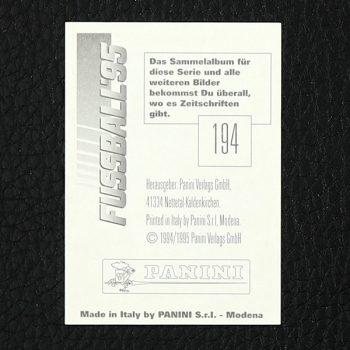 FUSSBALL'95
Das Sammelalbum für
diese Serie und alle
weiteren Bilder
bekommst Du überall,
wo es Zeitschriften
gibt.
194
Herausgeber: Panini Verlags GmbH,
41334 Nettetal-Kaldenkirchen.
Printed in Italy by Panini S.r.l., Modena.
© 1994/1995 Panini Verlags GmbH
PANINI
Made in Italy by PANINI S.r.l. - Modena